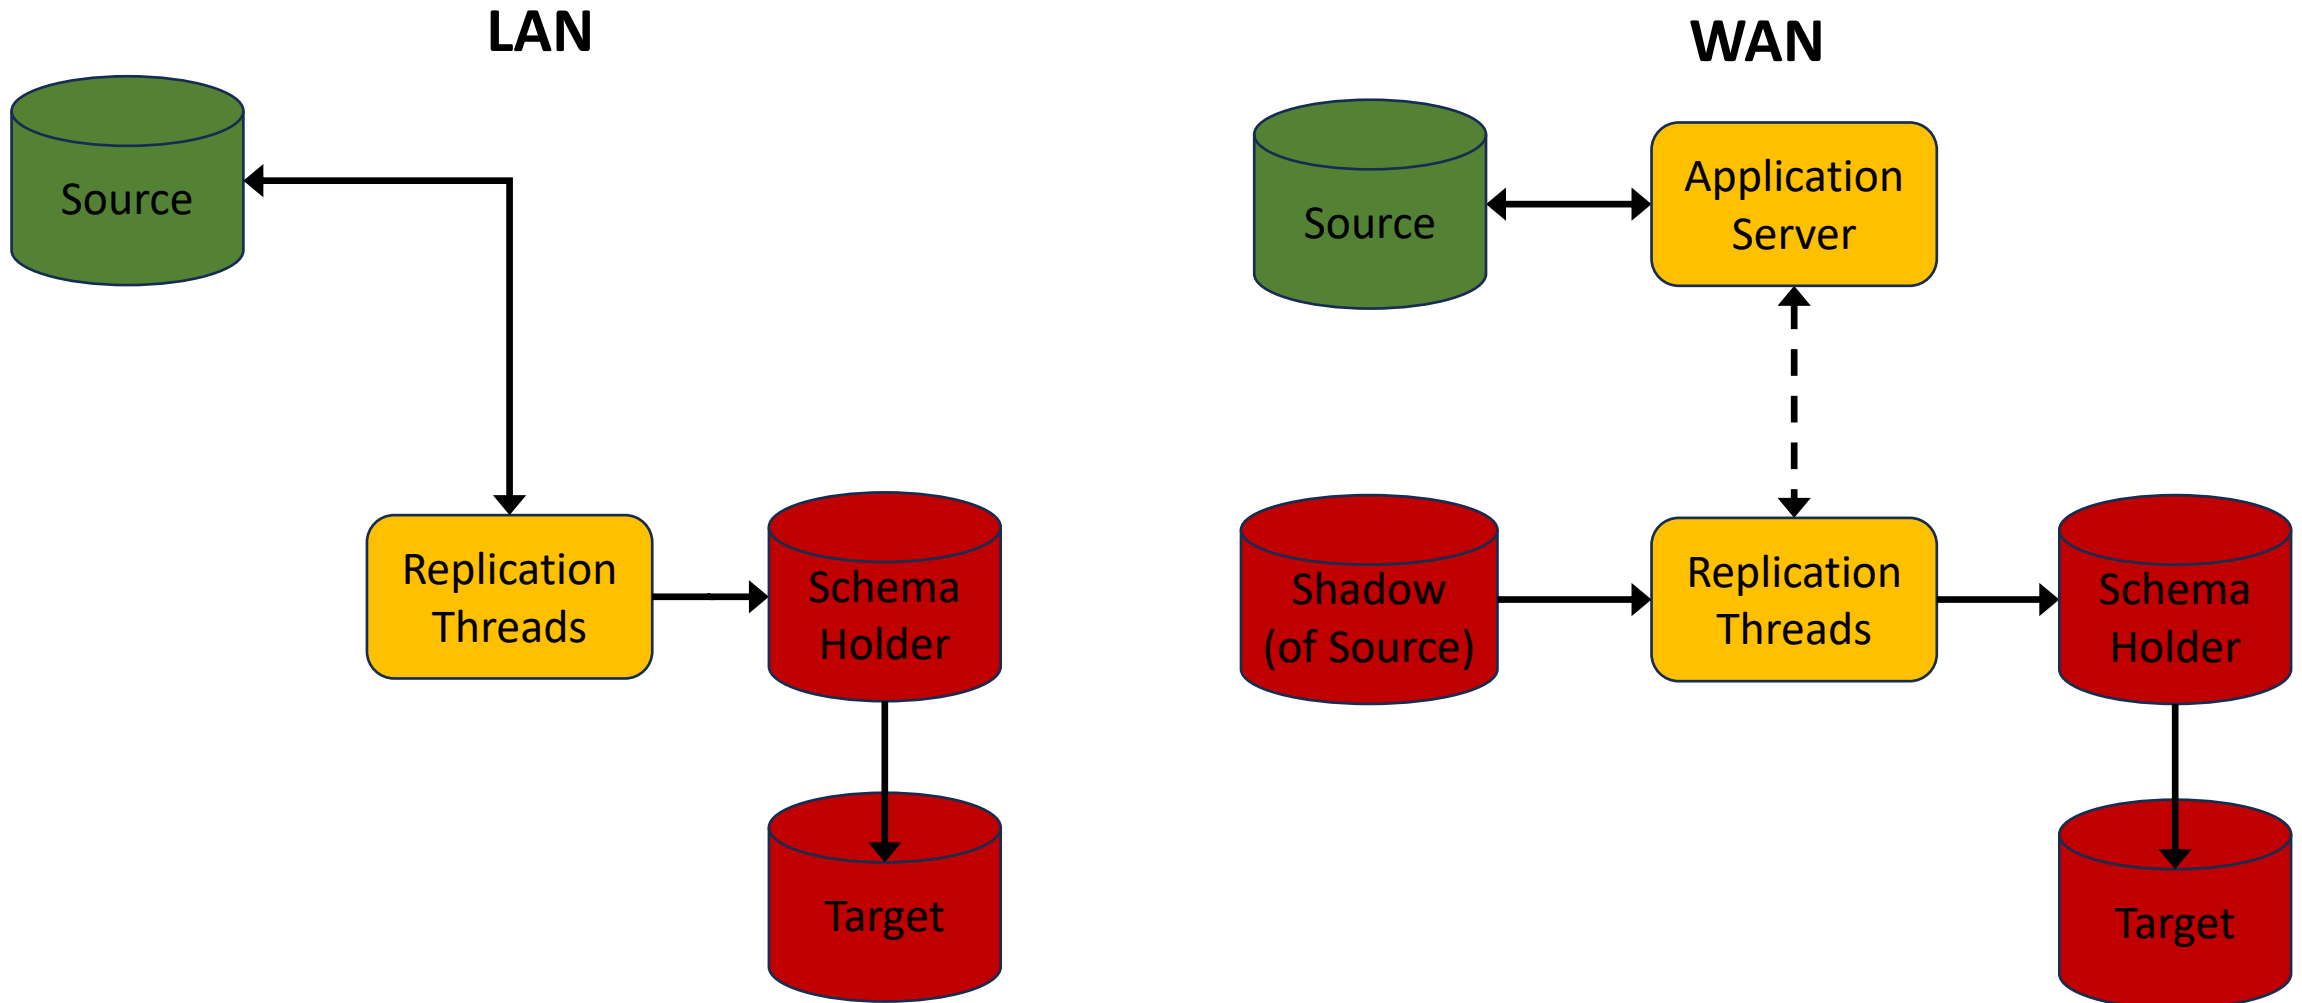 LAN
Source
Replication
Threads
Schema
Holder
Target
WAN
Source
Application
Server
Shadow
(of Source)
Replication
Threads
Schema
Holder
Target